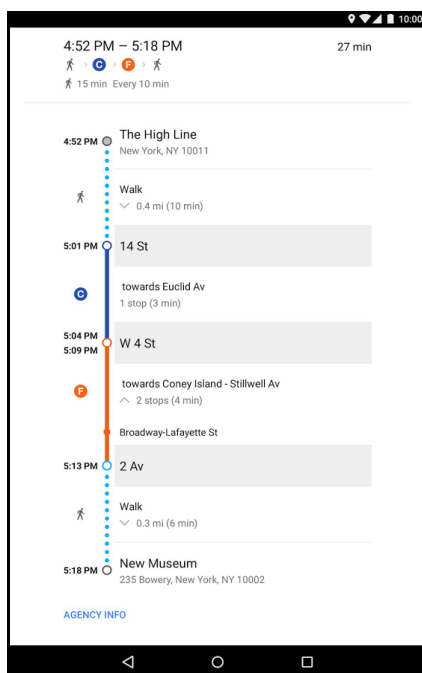 10:00
4:52 PM – 5:18 PM
27 min
C
F
15 min Every 10 min
4:52 PM
The High Line
New York, NY 10011
Walk
0.4 mi (10 min)
5:01 PM
14 St
C
towards Euclid Av
1 stop (3 min)
5:04 PM
5:09 PM
W 4 St
F
towards Coney Island - Stillwell Av
2 stops (4 min)
Broadway-Lafayette St
5:13 PM
2 Av
Walk
0.3 mi (6 min)
5:18 PM
New Museum
235 Bowery, New York, NY 10002
AGENCY INFO